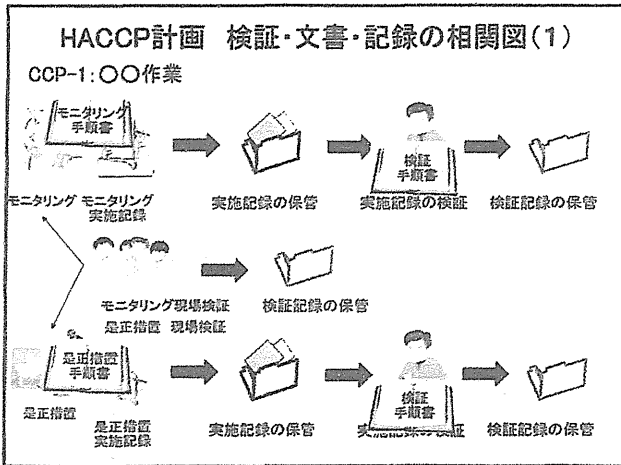 HACCP計画 検証・文書・記録の相関図(1)
CCP-1:〇〇作業
モニタリング
手順書
検証
手順書
モニタリング モニタリング
実施記録
実施記録の保管
実施記録の検証
検証記録の保管
モニタリング現場検証
是正措置 現場検証
検証記録の保管
是正措置
手順書
検証
手順書
是正措置
是正措置
実施記録
実施記録の保管
実施記録の検証
検証記録の保管